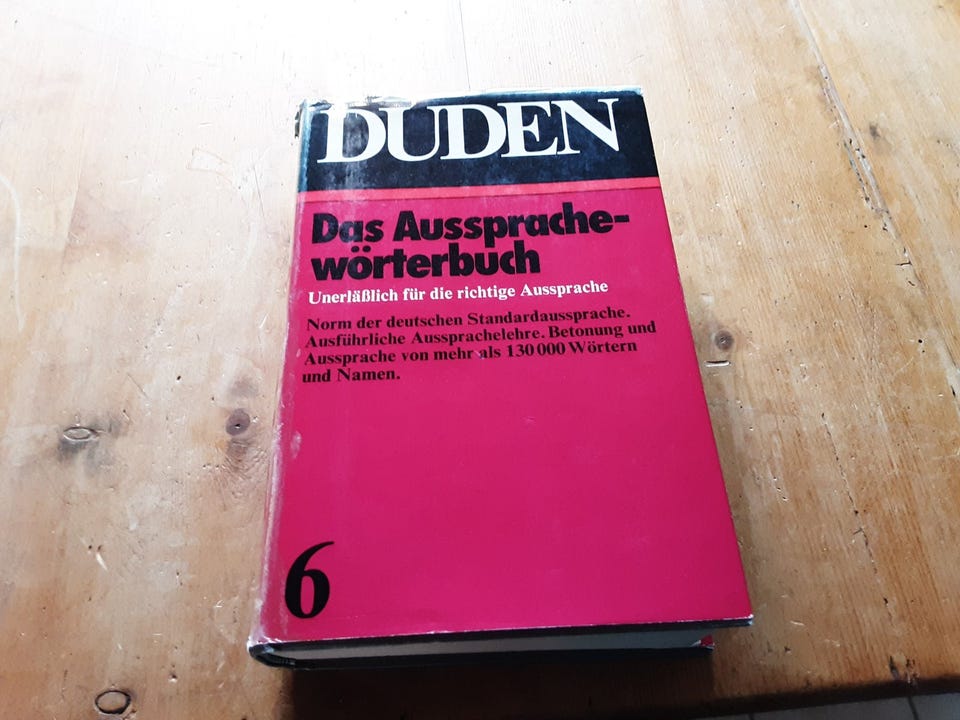 DUDEN
Das Aussprache-
wörterbuch
Unerläßlich für die richtige Aussprache
Norm der deutschen Standardaussprache.
Ausführliche Aussprachelehre. Betonung und
Aussprache von mehr als 130 000 Wörtern
und Namen.
6